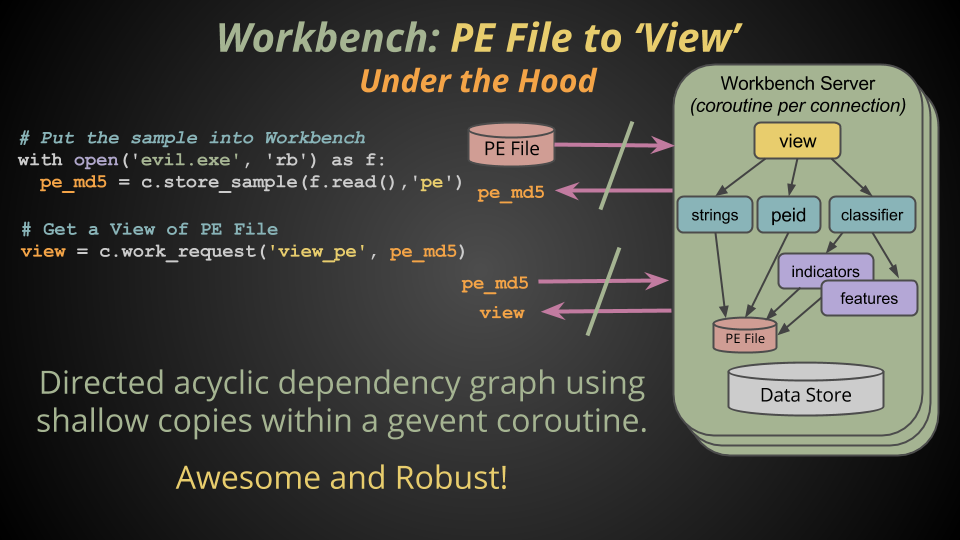 Workbench: PE File to ‘View’
Under the Hood
# Put the sample into Workbench
with open('evil.exe', 'rb') as f:
pe_md5 = c.store_sample(f.read(),'pe')
# Get a View of PE File
view = c.work_request('view_pe', pe_md5)
PE File
pe_md5
pe_md5
view
Workbench Server
(coroutine per connection)
view
strings
peid
classifier
indicators
features
PE File
Data Store
Directed acyclic dependency graph using
shallow copies within a gevent coroutine.
Awesome and Robust!